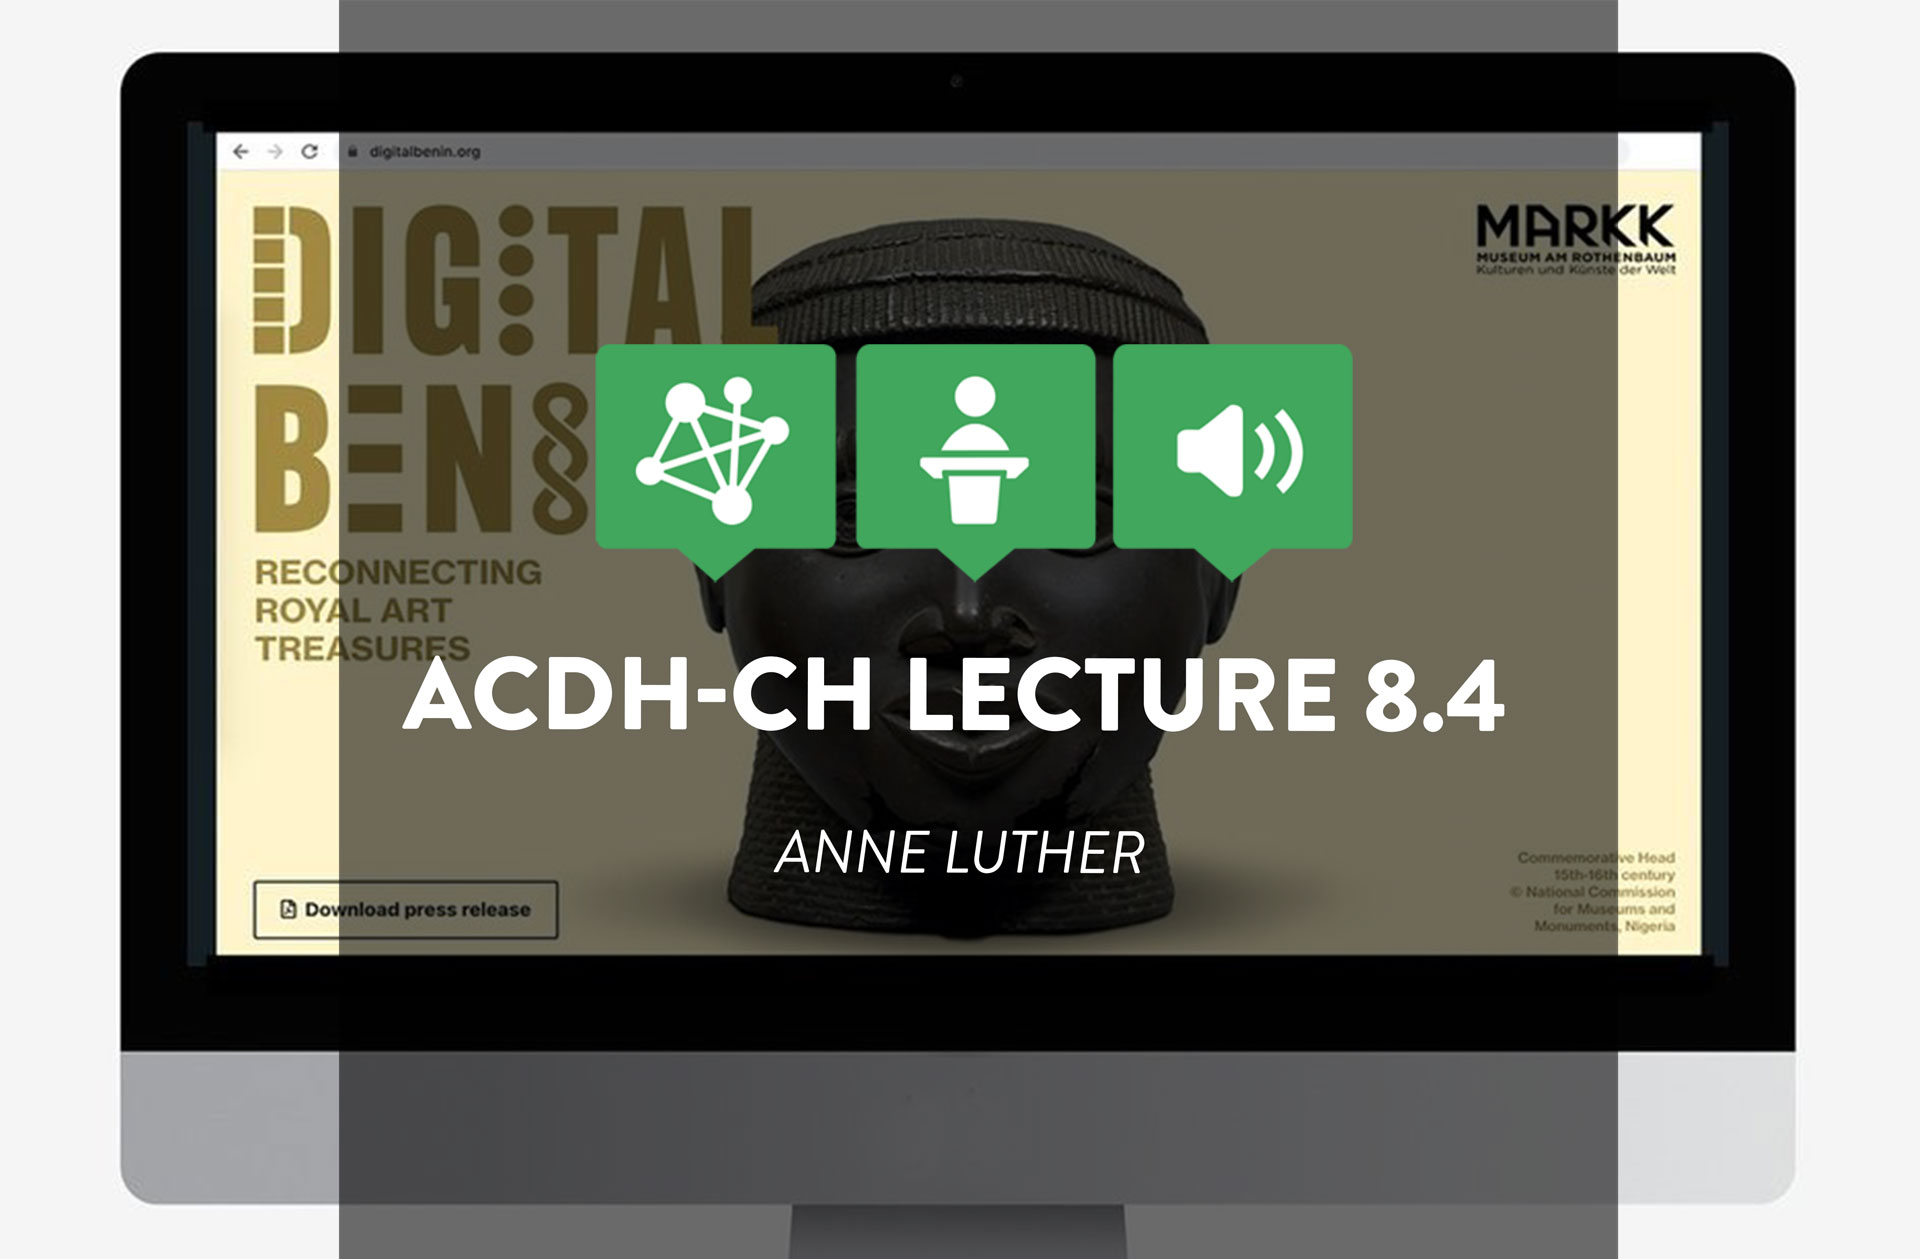 digitalbenin.org
DIGITAL
MARKK
MUSEUM AM ROTHENBAUM
Kulturen und Künste der Welt
BEN
RECONNECTING
ROYAL ART
TREASURES
ACDH-CH LECTURE 8.4
ANNE LUTHER
Download press release
Commemorative Head
15th-16th century
© National Commission
for Museums and
Monuments, Nigeria